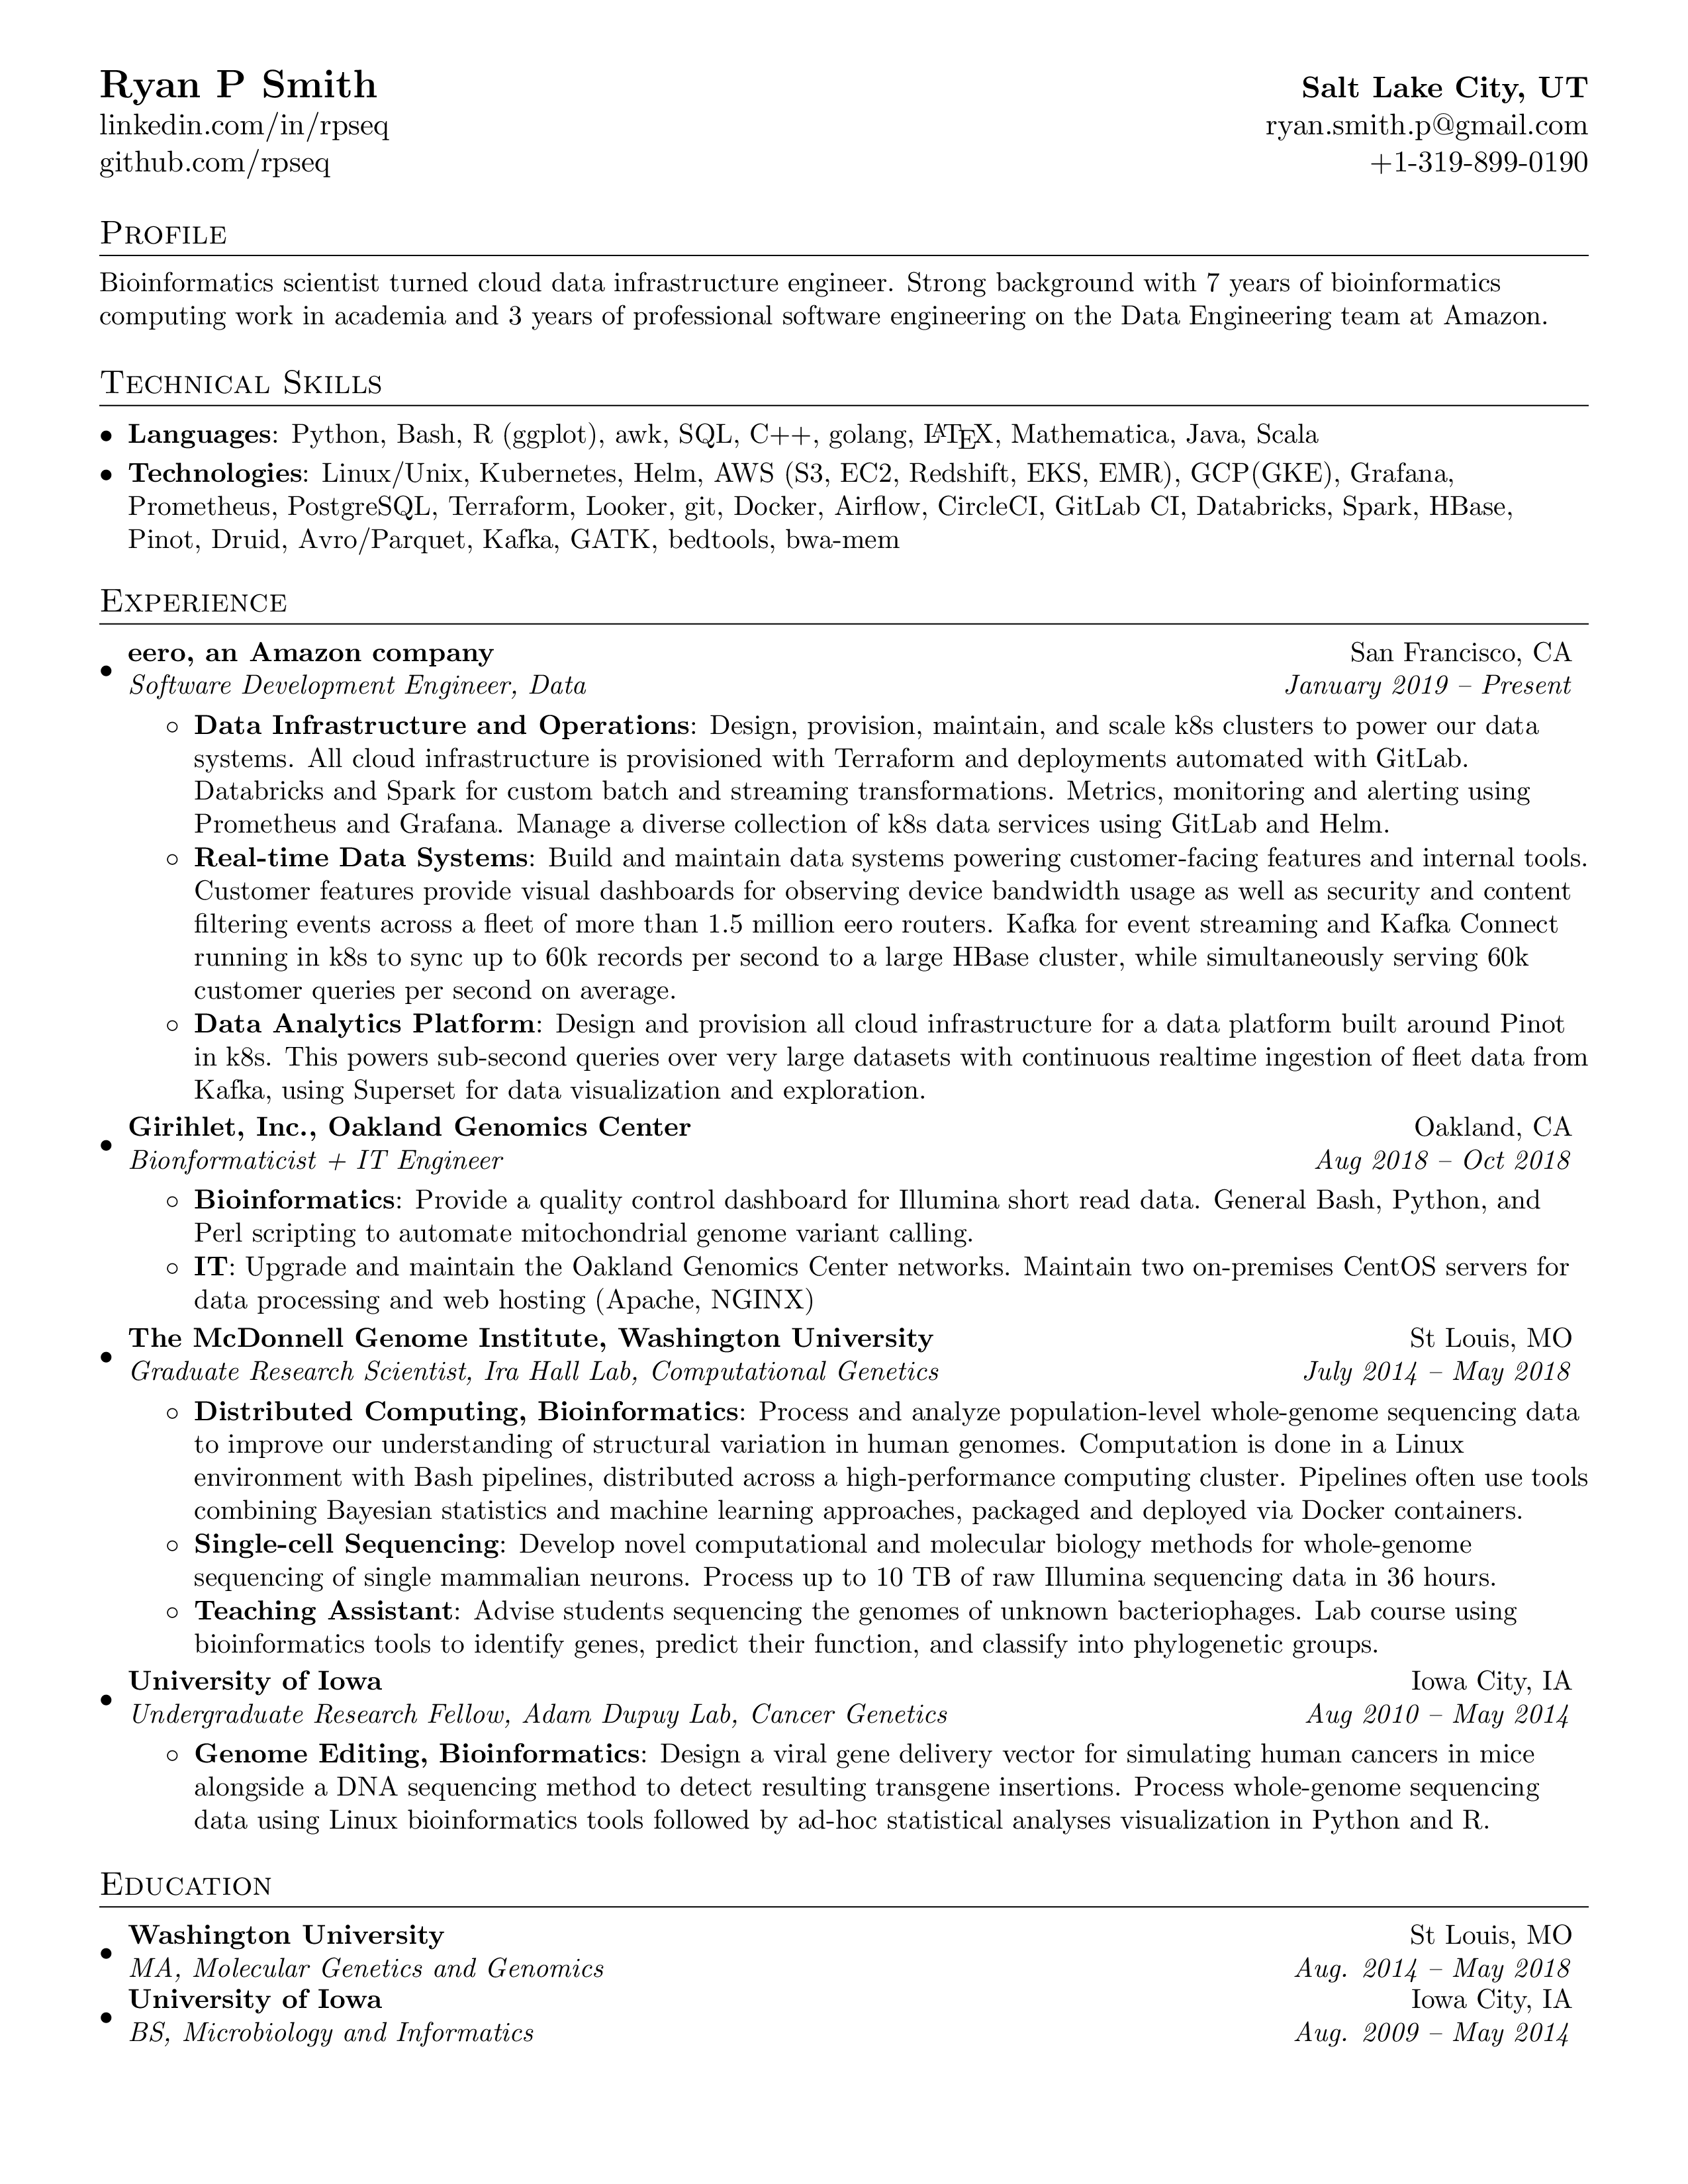 Ryan P Smith
Salt Lake City, UT
linkedin.com/in/rpseq
ryan.smith.p@gmail.com
github.com/rpseq
+1-319-899-0190
Profile
Bioinformatics scientist turned cloud data infrastructure engineer. Strong background with 7 years of bioinformatics
computing work in academia and 3 years of professional software engineering on the Data Engineering team at Amazon.
Technical Skills
• Languages: Python, Bash, R (ggplot), awk, SQL, C++, golang, LATEX, Mathematica, Java, Scala
• Technologies: Linux/Unix, Kubernetes, Helm, AWS (S3, EC2, Redshift, EKS, EMR), GCP(GKE), Grafana,
Prometheus, PostgreSQL, Terraform, Looker, git, Docker, Airflow, CircleCI, GitLab CI, Databricks, Spark, HBase,
Pinot, Druid, Avro/Parquet, Kafka, GATK, bedtools, bwa-mem
Experience
• eero, an Amazon company San Francisco, CA
Software Development Engineer, Data January 2019 – Present
◦ Data Infrastructure and Operations: Design, provision, maintain, and scale k8s clusters to power our data
systems. All cloud infrastructure is provisioned with Terraform and deployments automated with GitLab.
Databricks and Spark for custom batch and streaming transformations. Metrics, monitoring and alerting using
Prometheus and Grafana. Manage a diverse collection of k8s data services using GitLab and Helm.
◦ Real-time Data Systems: Build and maintain data systems powering customer-facing features and internal tools.
Customer features provide visual dashboards for observing device bandwidth usage as well as security and content
filtering events across a fleet of more than 1.5 million eero routers. Kafka for event streaming and Kafka Connect
running in k8s to sync up to 60k records per second to a large HBase cluster, while simultaneously serving 60k
customer queries per second on average.
◦ Data Analytics Platform: Design and provision all cloud infrastructure for a data platform built around Pinot
in k8s. This powers sub-second queries over very large datasets with continuous realtime ingestion of fleet data from
Kafka, using Superset for data visualization and exploration.
• Girihlet, Inc., Oakland Genomics Center Oakland, CA
Bionformaticist + IT Engineer Aug 2018 – Oct 2018
◦ Bioinformatics: Provide a quality control dashboard for Illumina short read data. General Bash, Python, and
Perl scripting to automate mitochondrial genome variant calling.
◦ IT: Upgrade and maintain the Oakland Genomics Center networks. Maintain two on-premises CentOS servers for
data processing and web hosting (Apache, NGINX)
• The McDonnell Genome Institute, Washington University St Louis, MO
Graduate Research Scientist, Ira Hall Lab, Computational Genetics July 2014 – May 2018
◦ Distributed Computing, Bioinformatics: Process and analyze population-level whole-genome sequencing data
to improve our understanding of structural variation in human genomes. Computation is done in a Linux
environment with Bash pipelines, distributed across a high-performance computing cluster. Pipelines often use tools
combining Bayesian statistics and machine learning approaches, packaged and deployed via Docker containers.
◦ Single-cell Sequencing: Develop novel computational and molecular biology methods for whole-genome
sequencing of single mammalian neurons. Process up to 10 TB of raw Illumina sequencing data in 36 hours.
◦ Teaching Assistant: Advise students sequencing the genomes of unknown bacteriophages. Lab course using
bioinformatics tools to identify genes, predict their function, and classify into phylogenetic groups.
• University of Iowa Iowa City, IA
Undergraduate Research Fellow, Adam Dupuy Lab, Cancer Genetics Aug 2010 – May 2014
◦ Genome Editing, Bioinformatics: Design a viral gene delivery vector for simulating human cancers in mice
alongside a DNA sequencing method to detect resulting transgene insertions. Process whole-genome sequencing
data using Linux bioinformatics tools followed by ad-hoc statistical analyses visualization in Python and R.
Education
• Washington University St Louis, MO
MA, Molecular Genetics and Genomics Aug. 2014 – May 2018
• University of Iowa Iowa City, IA
BS, Microbiology and Informatics Aug. 2009 – May 2014